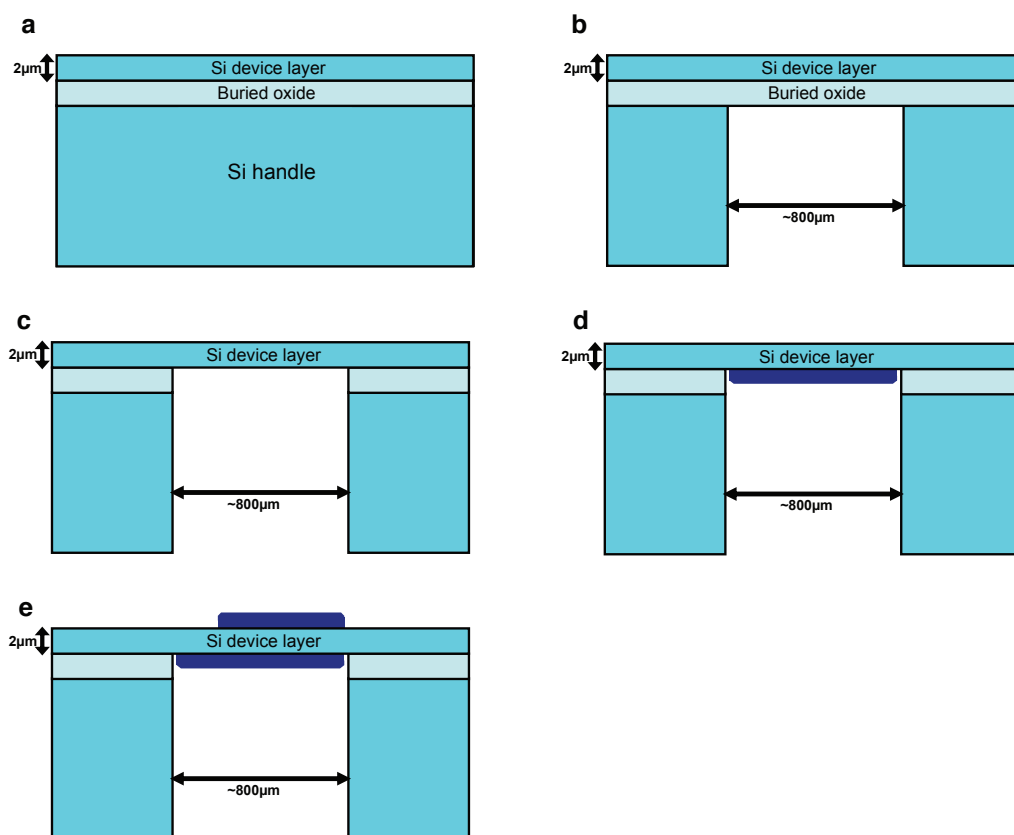 a
2µm
Si device layer
Buried oxide
Si handle
b
2µm
Si device layer
Buried oxide
~800µm
c
2µm
Si device layer
~800µm
d
2µm
Si device layer
~800µm
e
2µm
Si device layer
~800µm